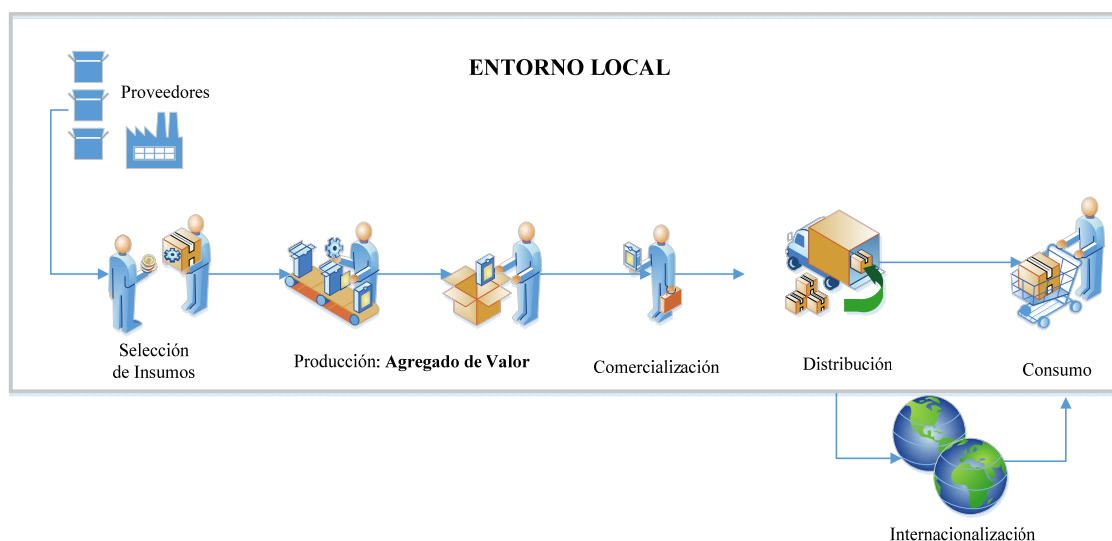 ENTORNO LOCAL
Proveedores
Selección
de Insumos
Producción: Agregado de Valor
Comercialización
Distribución
Consumo
Internacionalización